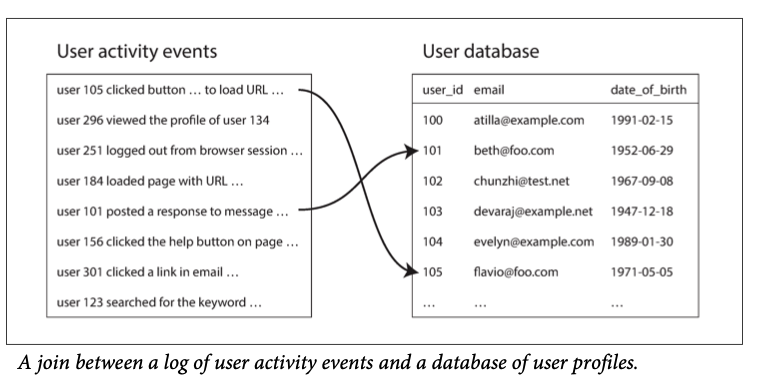 User activity events
user 105 clicked button … to load URL …
user 296 viewed the profile of user 134
user 251 logged out from browser session …
user 184 loaded page with URL …
user 101 posted a response to message …
user 156 clicked the help button on page …
user 301 clicked a link in email …
user 123 searched for the keyword …
User database
user_id email date_of_birth
100 atilla@example.com 1991-02-15
101 beth@foo.com 1952-06-29
102 chunzhi@test.net 1967-09-08
103 devaraj@example.net 1947-12-18
104 evelyn@example.com 1989-01-30
105 flavio@foo.com 1971-05-05
… … …
A join between a log of user activity events and a database of user profiles.